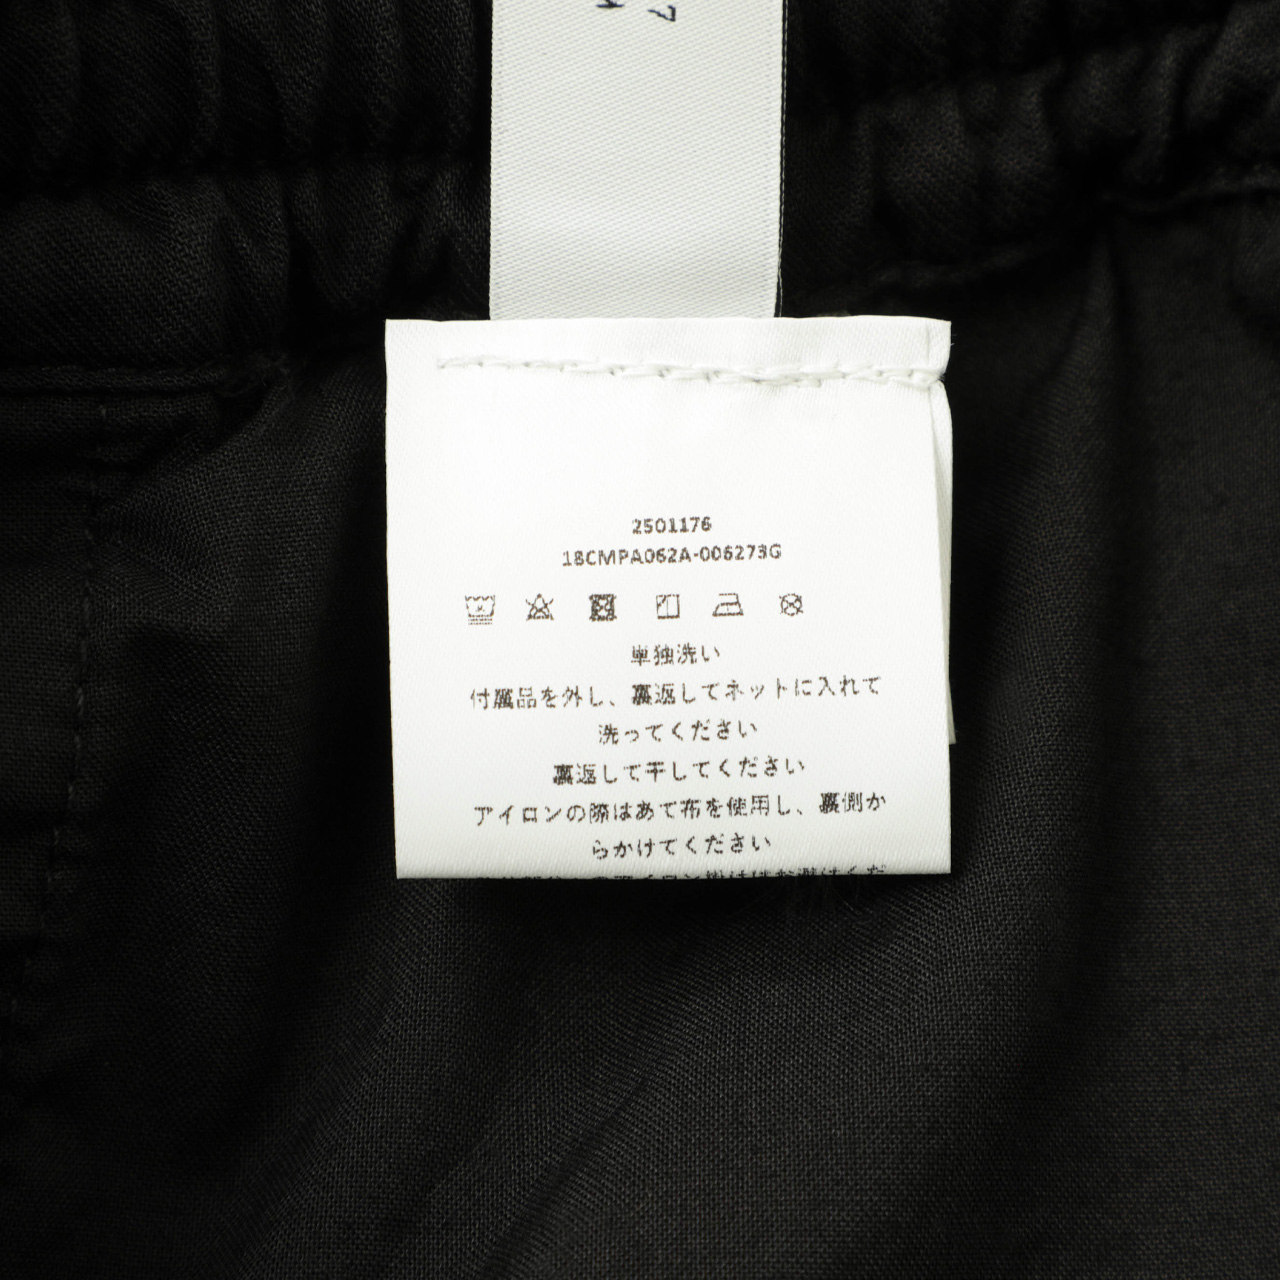 7
2501176
18CMPA062A-006273G
単独洗い
付属品を外し、裏返してネットに入れて
洗ってください
裏返して干してください
アイロンの際はあて布を使用し、裏側か
らかけてください